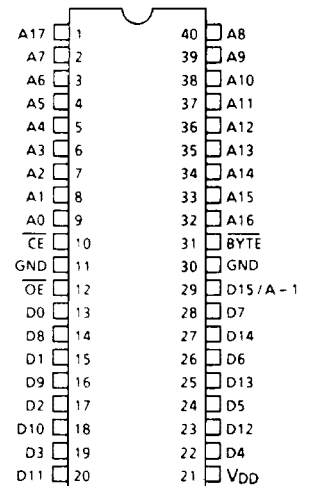 A17 1 40 A8
A7 2 39 A9
A6 3 38 A10
A5 4 37 A11
A4 5 36 A12
A3 6 35 A13
A2 7 34 A14
A1 8 33 A15
A0 9 32 A16
C̅E̅ 10 31 B̅Y̅T̅E̅
GND 11 30 GND
O̅E̅ 12 29 D15/A-1
D0 13 28 D7
D8 14 27 D14
D1 15 26 D6
D9 16 25 D13
D2 17 24 D5
D10 18 23 D12
D3 19 22 D4
D11 20 21 VDD